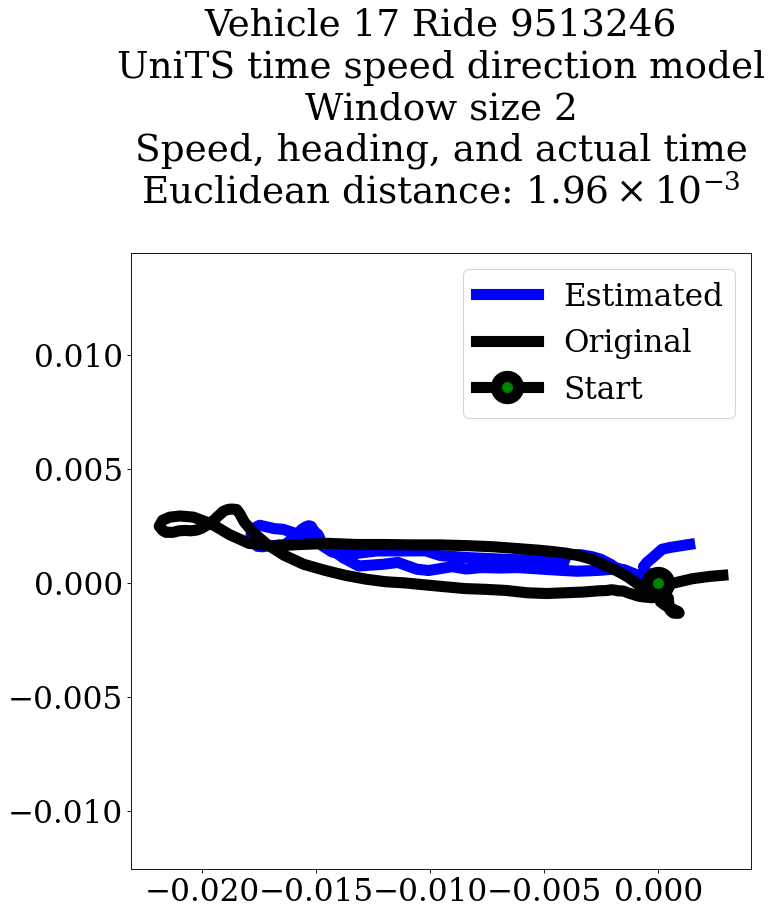 Vehicle 17 Ride 9513246
UniTS time speed direction model
Window size 2
Speed, heading, and actual time
Euclidean distance: 1.96 × 10⁻³
Estimated
Original
Start
0.010
0.005
0.000
−0.005
−0.010
−0.020 −0.015 −0.010 −0.005 0.000